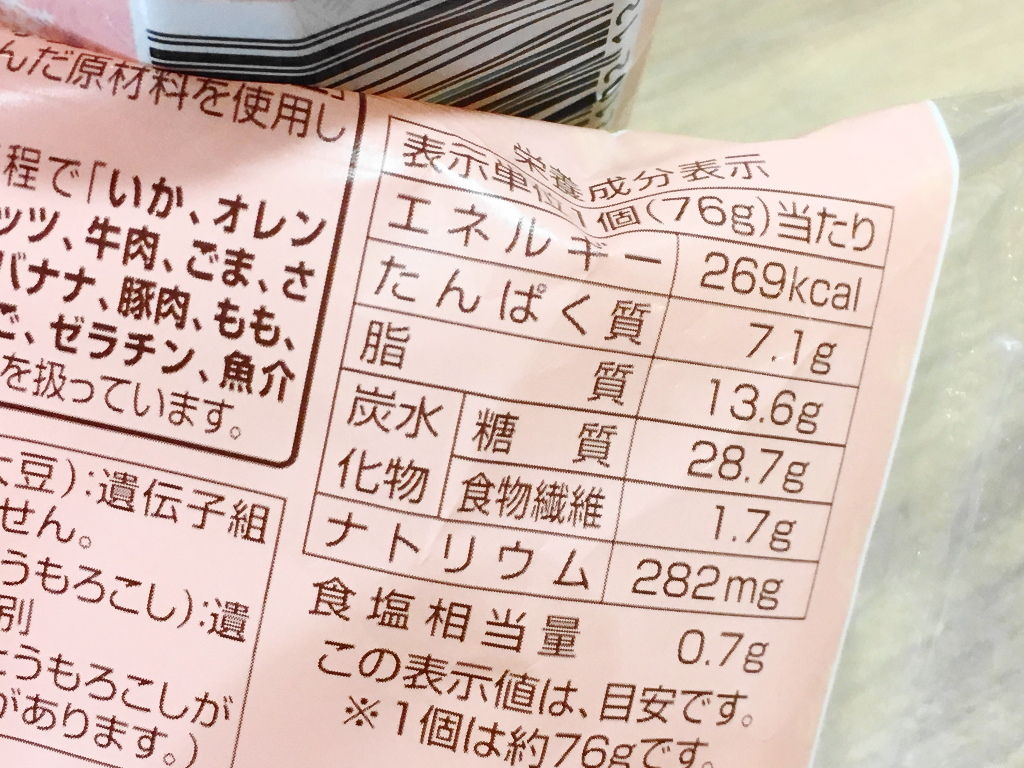 んだ原材料を使用し
程で「いか、オレン
ッツ、牛肉、ごま、さ
バナナ、豚肉、もも、
ご、ゼラチン、魚介
を扱っています。
大豆):遺伝子組
せん。
うもろこし):遺
別
とうもろこしが
があります。)
栄養成分表示
表示単位1個(76g)当たり
エネルギー 269kcal
たんぱく質 7.1g
脂質 13.6g
炭水化物 糖質 28.7g
食物繊維 1.7g
ナトリウム 282mg
食塩相当量 0.7g
この表示値は、目安です。
※1個は約76gです。